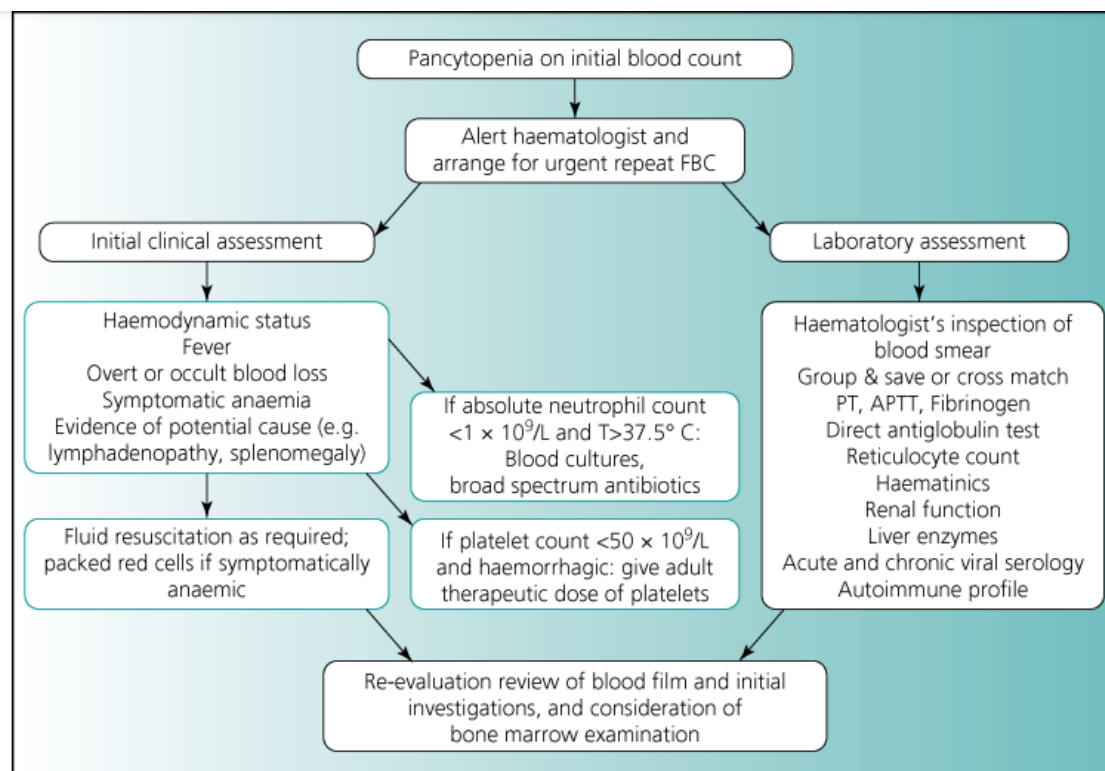 Pancytopenia on initial blood count
Alert haematologist and
arrange for urgent repeat FBC
Initial clinical assessment
Laboratory assessment
Haemodynamic status
Fever
Overt or occult blood loss
Symptomatic anaemia
Evidence of potential cause (e.g.
lymphadenopathy, splenomegaly)
If absolute neutrophil count
<1 × 10⁹/L and T>37.5° C:
Blood cultures,
broad spectrum antibiotics
Fluid resuscitation as required;
packed red cells if symptomatically
anaemic
If platelet count <50 × 10⁹/L
and haemorrhagic: give adult
therapeutic dose of platelets
Haematologist's inspection of
blood smear
Group & save or cross match
PT, APTT, Fibrinogen
Direct antiglobulin test
Reticulocyte count
Haematinics
Renal function
Liver enzymes
Acute and chronic viral serology
Autoimmune profile
Re-evaluation review of blood film and initial
investigations, and consideration of
bone marrow examination